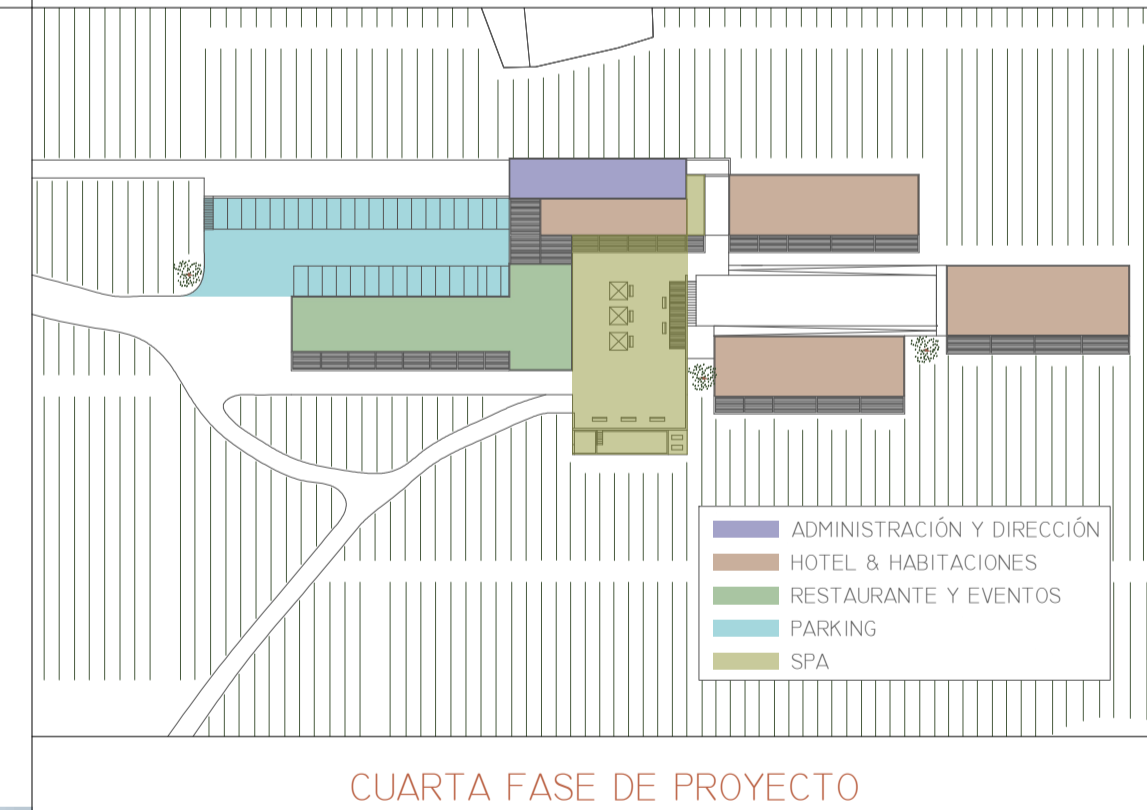 ADMINISTRACIÓN Y DIRECCIÓN
HOTEL & HABITACIONES
RESTAURANTE Y EVENTOS
PARKING
SPA
CUARTA FASE DE PROYECTO